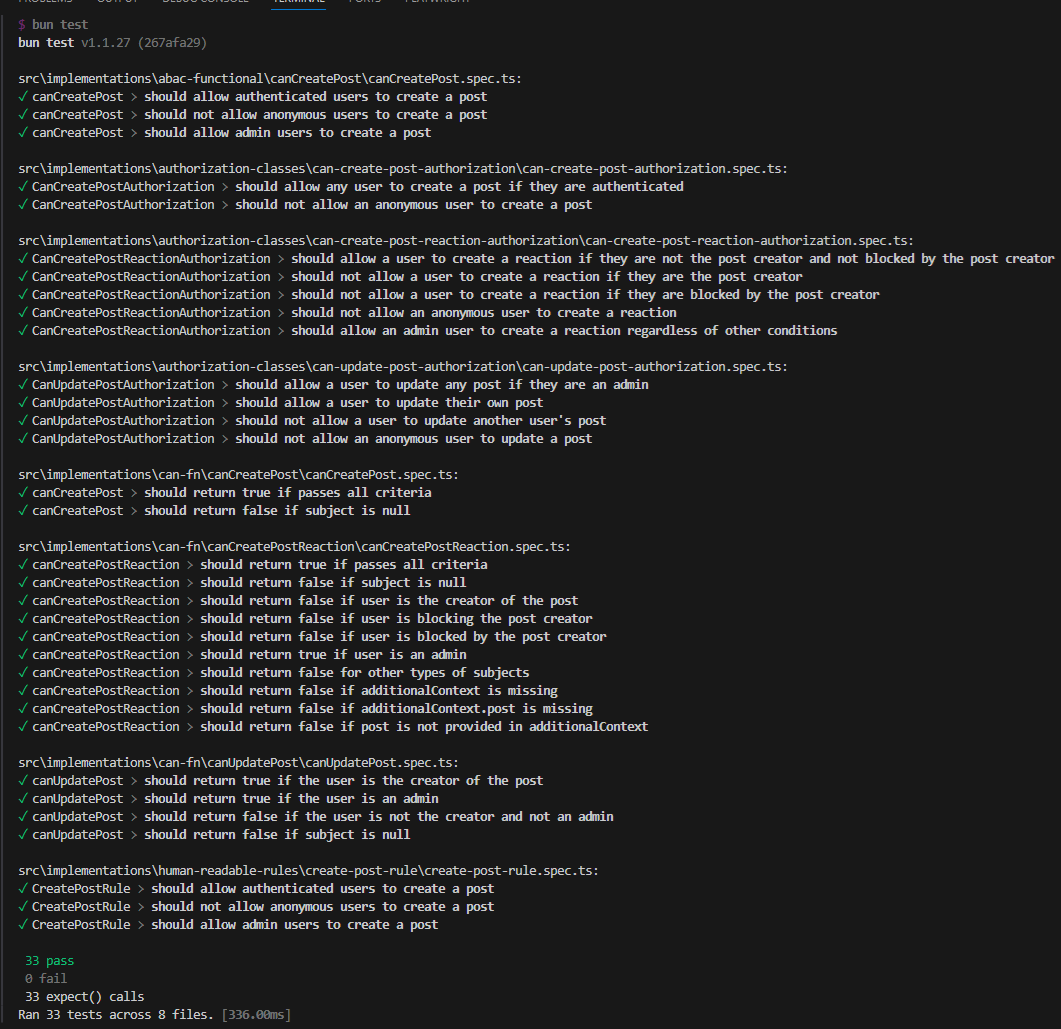 PROBLEMS OUTPUT DEBUG CONSOLE TERMINAL PORTS PLAYWRIGHT
$ bun test
bun test v1.1.27 (267afa29)
src\implementations\abac-functional\canCreatePost\canCreatePost.spec.ts:
✓ canCreatePost > should allow authenticated users to create a post
✓ canCreatePost > should not allow anonymous users to create a post
✓ canCreatePost > should allow admin users to create a post
src\implementations\authorization-classes\can-create-post-authorization\can-create-post-authorization.spec.ts:
✓ CanCreatePostAuthorization > should allow any user to create a post if they are authenticated
✓ CanCreatePostAuthorization > should not allow an anonymous user to create a post
src\implementations\authorization-classes\can-create-post-reaction-authorization\can-create-post-reaction-authorization.spec.ts:
✓ CanCreatePostReactionAuthorization > should allow a user to create a reaction if they are not the post creator and not blocked by the post creator
✓ CanCreatePostReactionAuthorization > should not allow a user to create a reaction if they are the post creator
✓ CanCreatePostReactionAuthorization > should not allow a user to create a reaction if they are blocked by the post creator
✓ CanCreatePostReactionAuthorization > should not allow an anonymous user to create a reaction
✓ CanCreatePostReactionAuthorization > should allow an admin user to create a reaction regardless of other conditions
src\implementations\authorization-classes\can-update-post-authorization\can-update-post-authorization.spec.ts:
✓ CanUpdatePostAuthorization > should allow a user to update any post if they are an admin
✓ CanUpdatePostAuthorization > should allow a user to update their own post
✓ CanUpdatePostAuthorization > should not allow a user to update another user's post
✓ CanUpdatePostAuthorization > should not allow an anonymous user to update a post
src\implementations\can-fn\canCreatePost\canCreatePost.spec.ts:
✓ canCreatePost > should return true if passes all criteria
✓ canCreatePost > should return false if subject is null
src\implementations\can-fn\canCreatePostReaction\canCreatePostReaction.spec.ts:
✓ canCreatePostReaction > should return true if passes all criteria
✓ canCreatePostReaction > should return false if subject is null
✓ canCreatePostReaction > should return false if user is the creator of the post
✓ canCreatePostReaction > should return false if user is blocking the post creator
✓ canCreatePostReaction > should return false if user is blocked by the post creator
✓ canCreatePostReaction > should return true if user is an admin
✓ canCreatePostReaction > should return false for other types of subjects
✓ canCreatePostReaction > should return false if additionalContext is missing
✓ canCreatePostReaction > should return false if additionalContext.post is missing
✓ canCreatePostReaction > should return false if post is not provided in additionalContext
src\implementations\can-fn\canUpdatePost\canUpdatePost.spec.ts:
✓ canUpdatePost > should return true if the user is the creator of the post
✓ canUpdatePost > should return true if the user is an admin
✓ canUpdatePost > should return false if the user is not the creator and not an admin
✓ canUpdatePost > should return false if subject is null
src\implementations\human-readable-rules\create-post-rule\create-post-rule.spec.ts:
✓ CreatePostRule > should allow authenticated users to create a post
✓ CreatePostRule > should not allow anonymous users to create a post
✓ CreatePostRule > should allow admin users to create a post
33 pass
0 fail
33 expect() calls
Ran 33 tests across 8 files. [336.00ms]